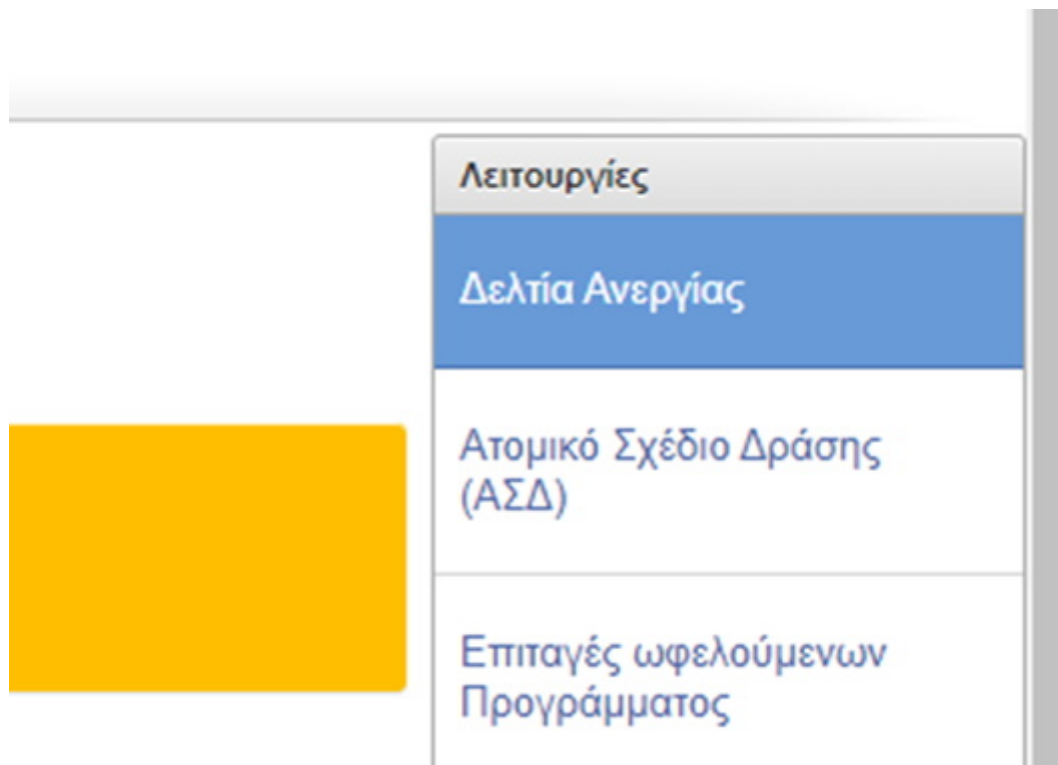 Λειτουργίες
Δελτία Ανεργίας
Ατομικό Σχέδιο Δράσης
(ΑΣΔ)
Επιταγές ωφελούμενων
Προγράμματος